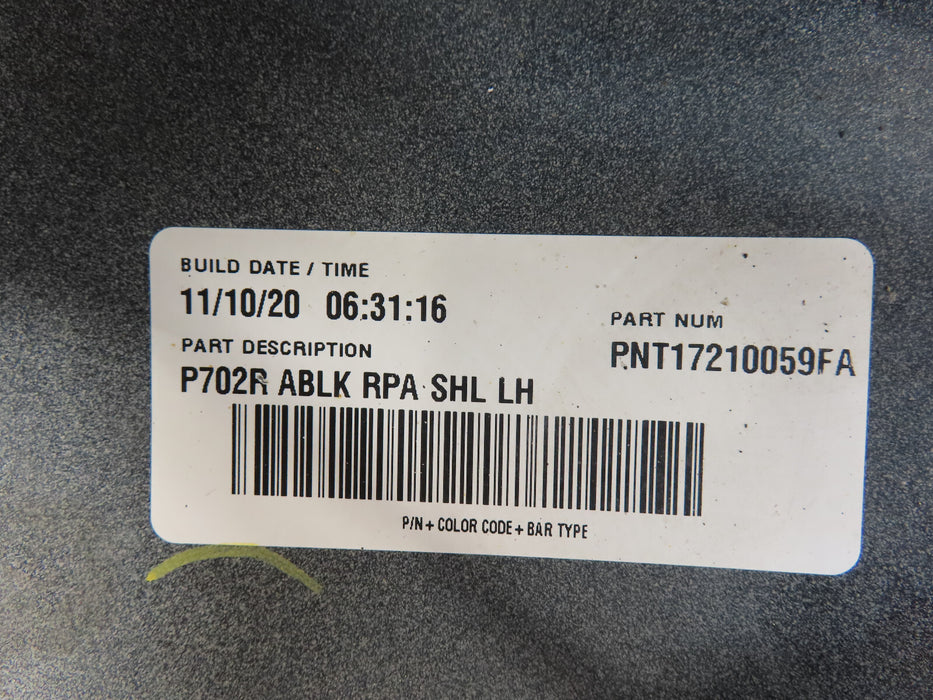 BUILD DATE / TIME
11/10/20 06:31:16
PART NUM
PNT17210059FA
PART DESCRIPTION
P702R ABLK RPA SHL LH
P/N + COLOR CODE + BAR TYPE